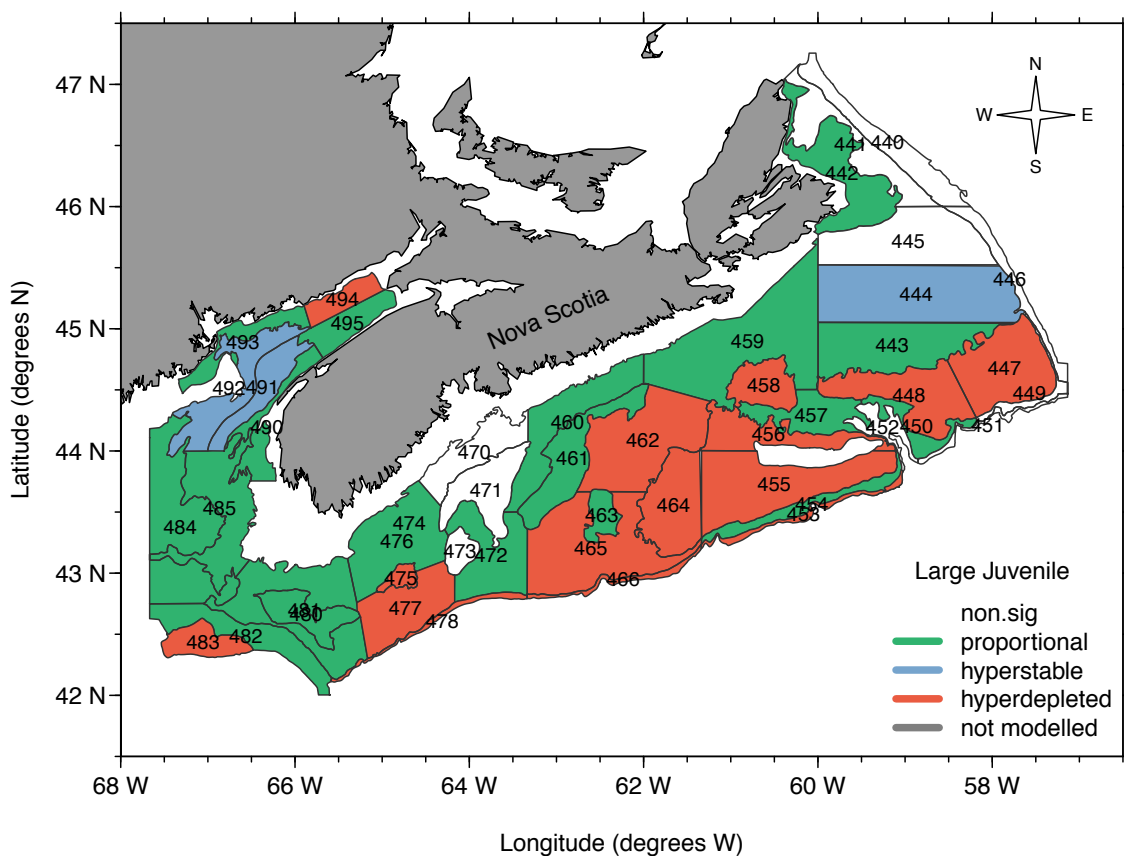 47 N
46 N
45 N
44 N
43 N
42 N
Latitude (degrees N)
68 W
66 W
64 W
62 W
60 W
58 W
Longitude (degrees W)
N
W
E
S
Nova Scotia
440
441
442
445
446
444
443
447
448
449
450
451
452
459
458
457
456
455
454
453
460
461
462
463
464
465
466
470
471
472
473
474
476
475
477
478
480
481
482
483
484
485
490
491
492
493
494
495
Large Juvenile
non.sig
proportional
hyperstable
hyperdepleted
not modelled